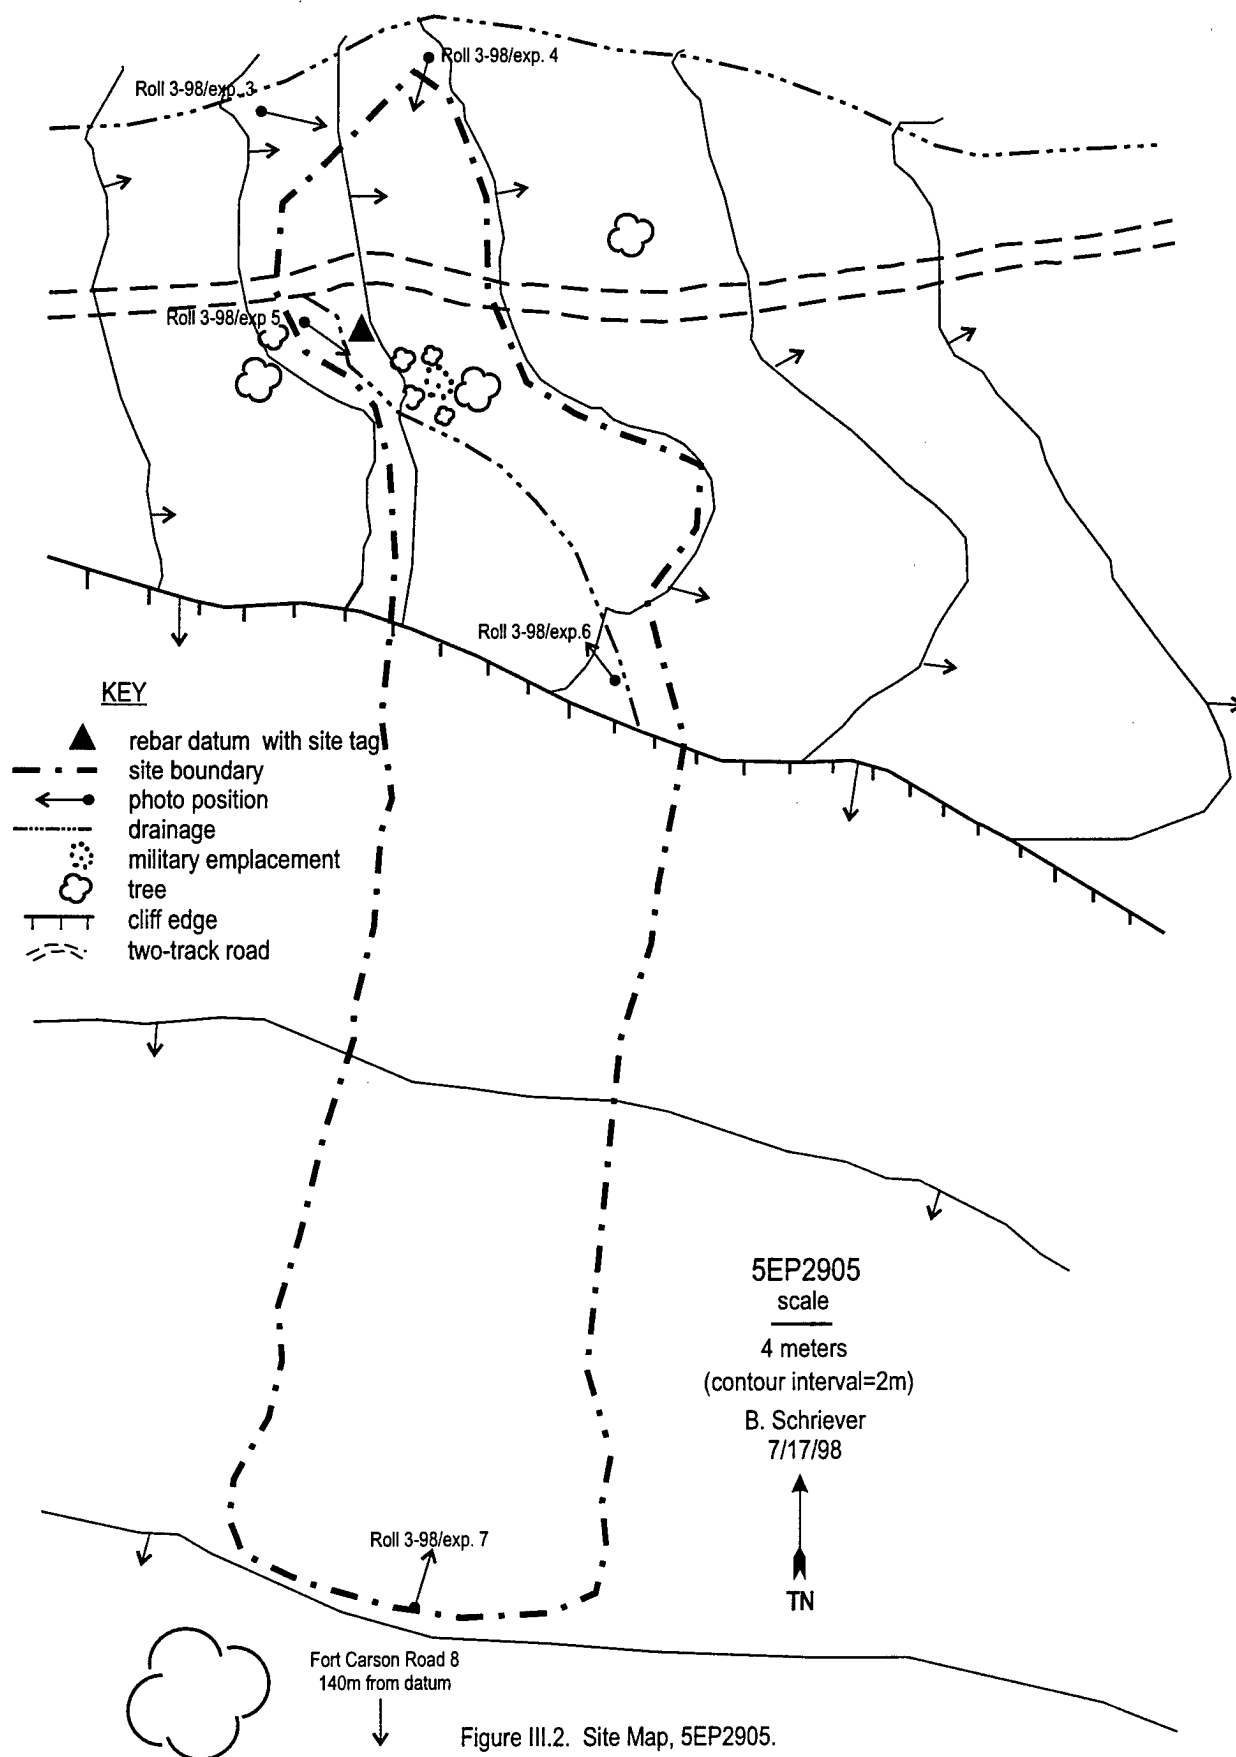 Roll 3-98/exp. 4
Roll 3-98/exp. 3
Roll 3-98/exp 5
Roll 3-98/exp.6
KEY
rebar datum with site tag
site boundary
photo position
drainage
military emplacement
tree
cliff edge
two-track road
5EP2905
scale
4 meters
(contour interval=2m)
B. Schriever
7/17/98
TN
Roll 3-98/exp. 7
Fort Carson Road 8
140m from datum
Figure III.2. Site Map, 5EP2905.